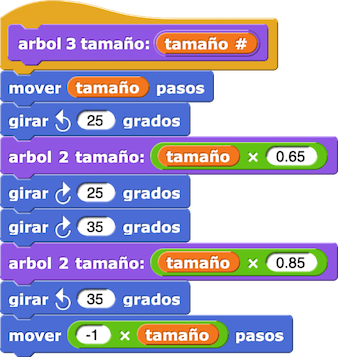 arbol 3 tamaño: tamaño #
mover tamaño pasos
girar 25 grados
arbol 2 tamaño: tamaño × 0.65
girar 25 grados
girar 35 grados
arbol 2 tamaño: tamaño × 0.85
girar 35 grados
mover -1 × tamaño pasos